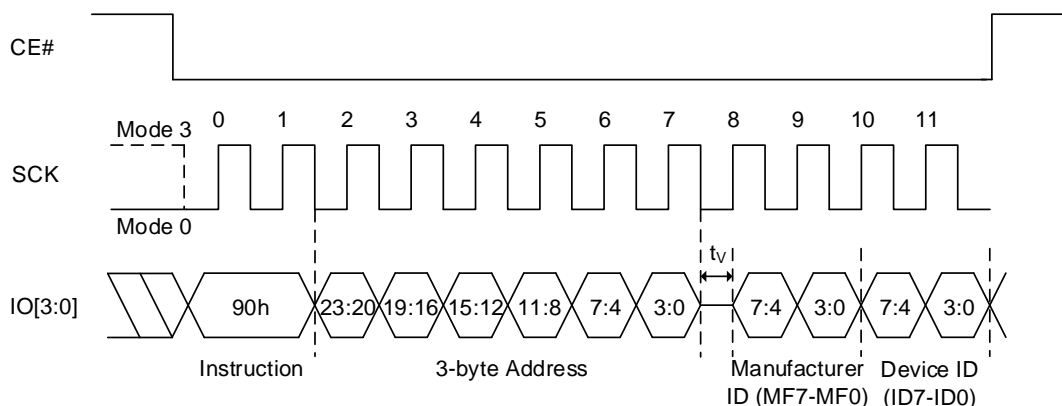 CE#
0 1 2 3 4 5 6 7 8 9 10 11
Mode 3
SCK
Mode 0
tV
IO[3:0] 90h 23:20 19:16 15:12 11:8 7:4 3:0 7:4 3:0 7:4 3:0
Instruction 3-byte Address Manufacturer Device ID
ID (MF7-MF0) (ID7-ID0)